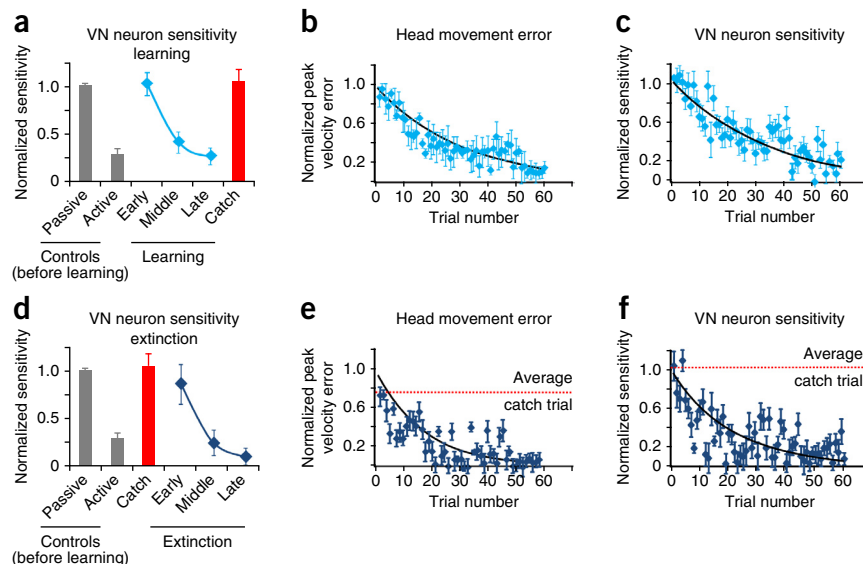 a
VN neuron sensitivity
learning
Normalized sensitivity
1.0
0.5
0
Passive
Active
Early
Middle
Late
Catch
Controls
(before learning)
Learning
b
Head movement error
Normalized peak
velocity error
1.0
0.6
0.2
0 10 20 30 40 50 60
Trial number
c
VN neuron sensitivity
Normalized sensitivity
1.0
0.6
0.2
0
0 10 20 30 40 50 60
Trial number
d
VN neuron sensitivity
extinction
Normalized sensitivity
1.0
0.5
0
Passive
Active
Catch
Early
Middle
Late
Controls
(before learning)
Extinction
e
Head movement error
Normalized peak
velocity error
1.0
0.6
0.2
Average
catch trial
0 10 20 30 40 50 60
Trial number
f
VN neuron sensitivity
Normalized sensitivity
1.0
0.6
0.2
0
Average
catch trial
0 10 20 30 40 50 60
Trial number